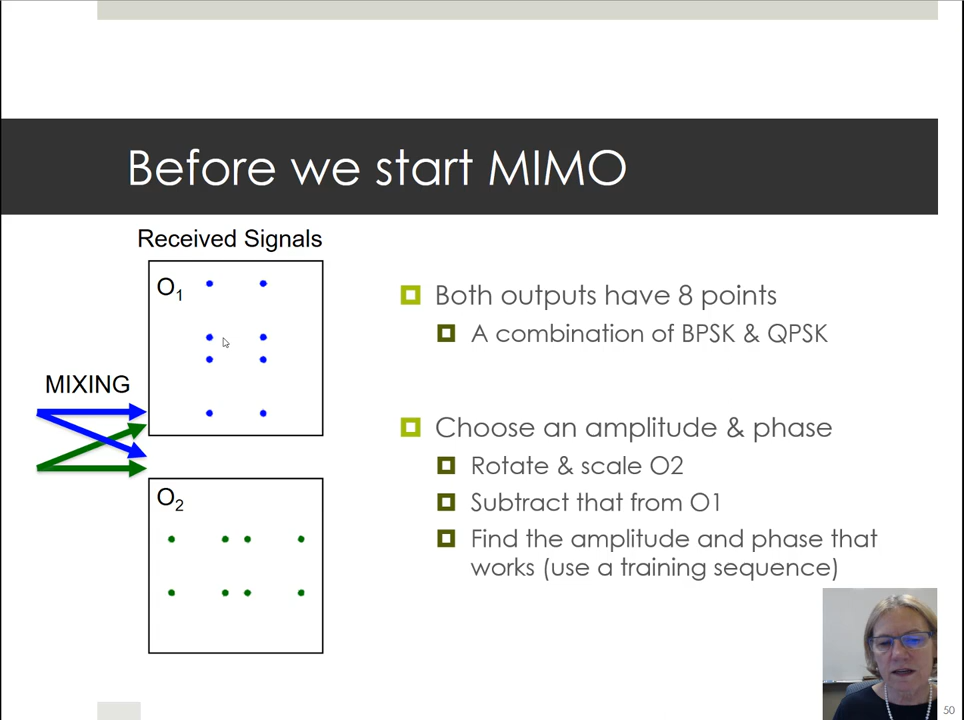 Before we start MIMO
Received Signals
O1
MIXING
O2
Both outputs have 8 points
A combination of BPSK & QPSK
Choose an amplitude & phase
Rotate & scale O2
Subtract that from O1
Find the amplitude and phase that
works (use a training sequence)
50